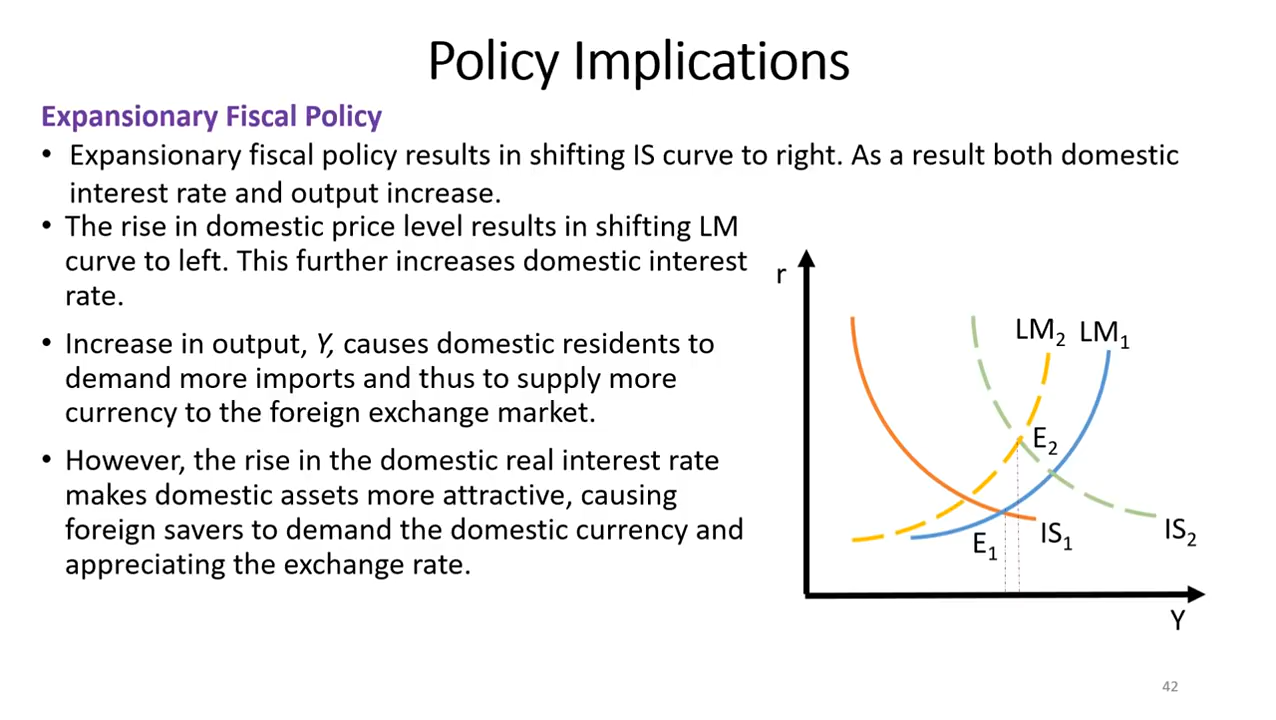 Policy Implications
Expansionary Fiscal Policy
• Expansionary fiscal policy results in shifting IS curve to right. As a result both domestic
interest rate and output increase.
• The rise in domestic price level results in shifting LM
curve to left. This further increases domestic interest
rate.
• Increase in output, Y, causes domestic residents to
demand more imports and thus to supply more
currency to the foreign exchange market.
• However, the rise in the domestic real interest rate
makes domestic assets more attractive, causing
foreign savers to demand the domestic currency and
appreciating the exchange rate.
r
LM₂ LM₁
E₂
E₁
IS₁
IS₂
Y
42